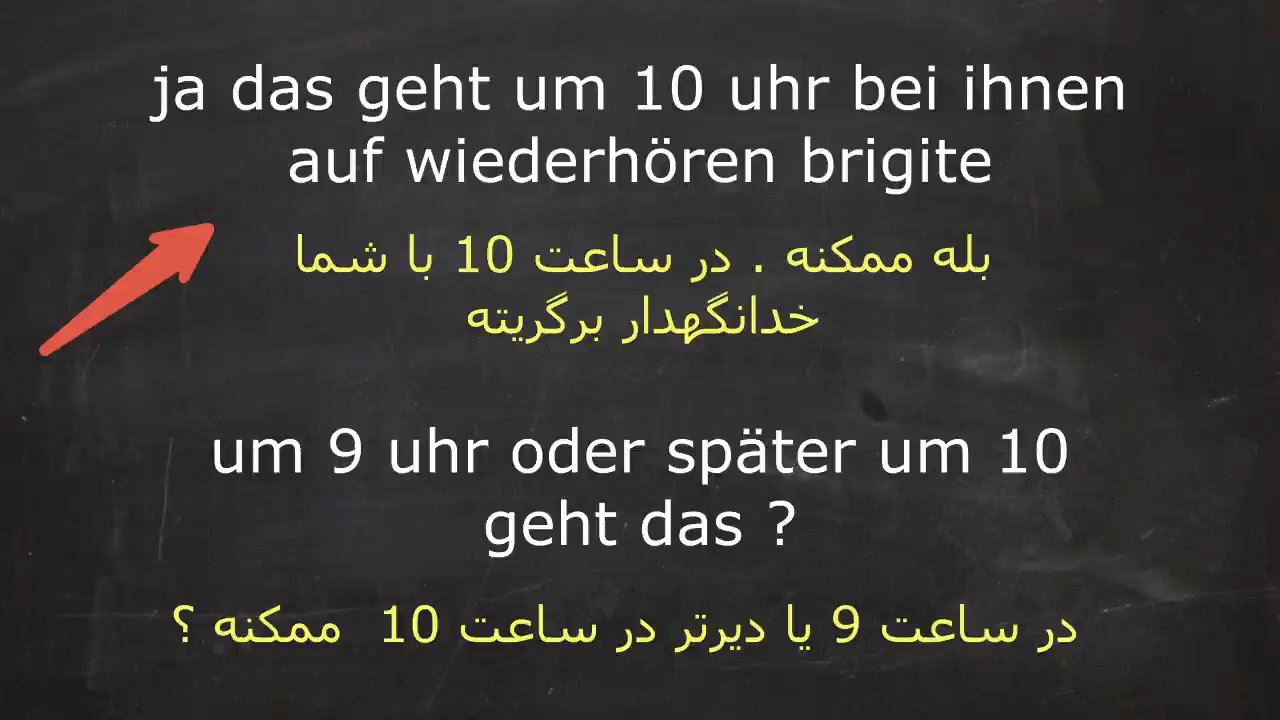 ja das geht um 10 uhr bei ihnen
auf wiederhören brigite
بله ممکنه . در ساعت 10 با شما
خدانگهدار برگریته
um 9 uhr oder später um 10
geht das ?
در ساعت 9 یا دیرتر در ساعت 10 ممکنه ؟